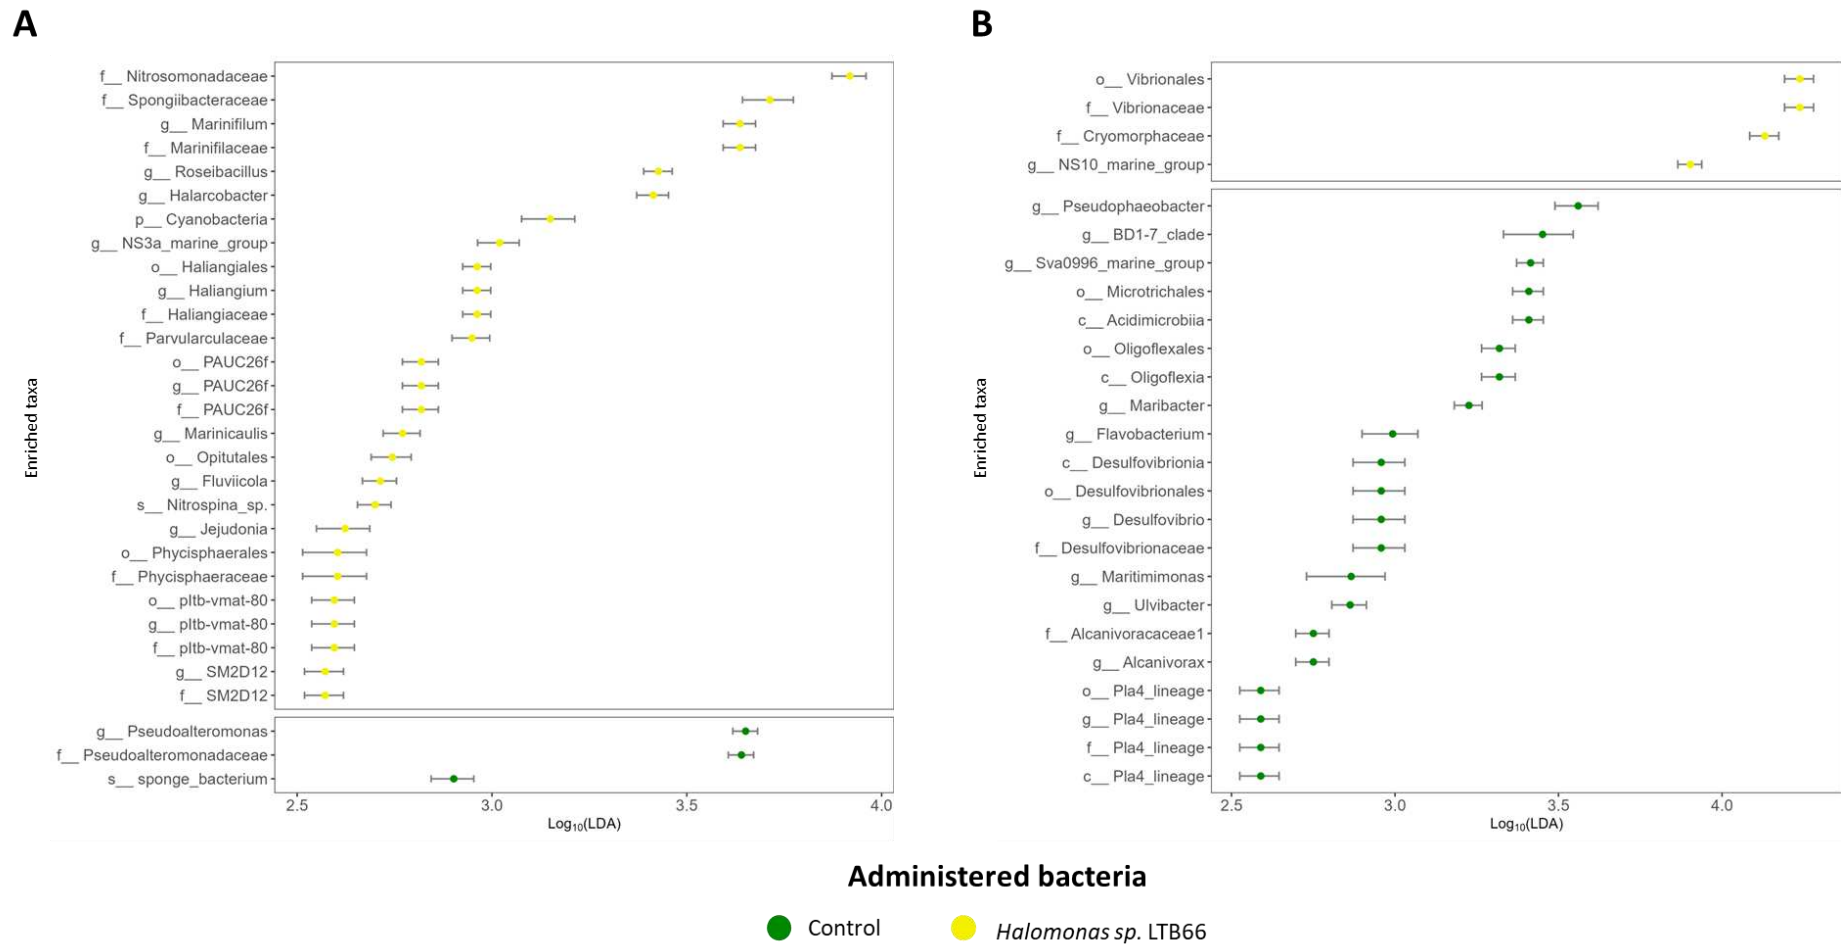 A
f__ Nitrosomonadaceae
f__ Spongiibacteraceae
g__ Marinifilum
f__ Marinifilaceae
g__ Roseibacillus
g__ Halarcobacter
p__ Cyanobacteria
g__ NS3a_marine_group
o__ Haliangiales
g__ Haliangium
f__ Haliangiaceae
f__ Parvularculaceae
o__ PAUC26f
g__ PAUC26f
f__ PAUC26f
g__ Marinicaulis
o__ Opitutales
g__ Fluviicola
s__ Nitrospina_sp.
g__ Jejudonia
o__ Phycisphaerales
f__ Phycisphaeraceae
o__ pltb-vmat-80
g__ pltb-vmat-80
f__ pltb-vmat-80
g__ SM2D12
f__ SM2D12
g__ Pseudoalteromonas
f__ Pseudoalteromonadaceae
s__ sponge_bacterium
Enriched taxa
2.5 3.0 3.5 4.0
Log10(LDA)
B
o__ Vibrionales
f__ Vibrionaceae
f__ Cryomorphaceae
g__ NS10_marine_group
g__ Pseudophaeobacter
g__ BD1-7_clade
g__ Sva0996_marine_group
o__ Microtrichales
c__ Acidimicrobiia
o__ Oligoflexales
c__ Oligoflexia
g__ Maribacter
g__ Flavobacterium
c__ Desulfovibrionia
o__ Desulfovibrionales
g__ Desulfovibrio
f__ Desulfovibrionaceae
g__ Maritimimonas
g__ Ulvibacter
f__ Alcanivoracaceae1
g__ Alcanivorax
o__ Pla4_lineage
g__ Pla4_lineage
f__ Pla4_lineage
c__ Pla4_lineage
Enriched taxa
2.5 3.0 3.5 4.0
Log10(LDA)
Administered bacteria
Control
Halomonas sp. LTB66